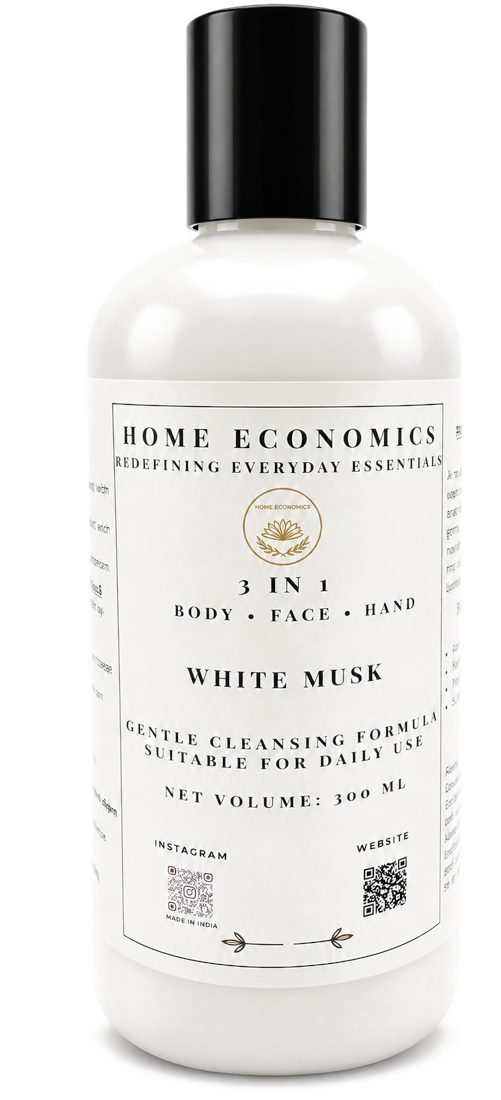 HOME ECONOMICS
REDEFINING EVERYDAY ESSENTIALS
HOME ECONOMICS
3 IN 1
BODY • FACE • HAND
WHITE MUSK
GENTLE CLEANSING FORMULA
SUITABLE FOR DAILY USE
NET VOLUME: 300 ML
INSTAGRAM
WEBSITE
MADE IN INDIA